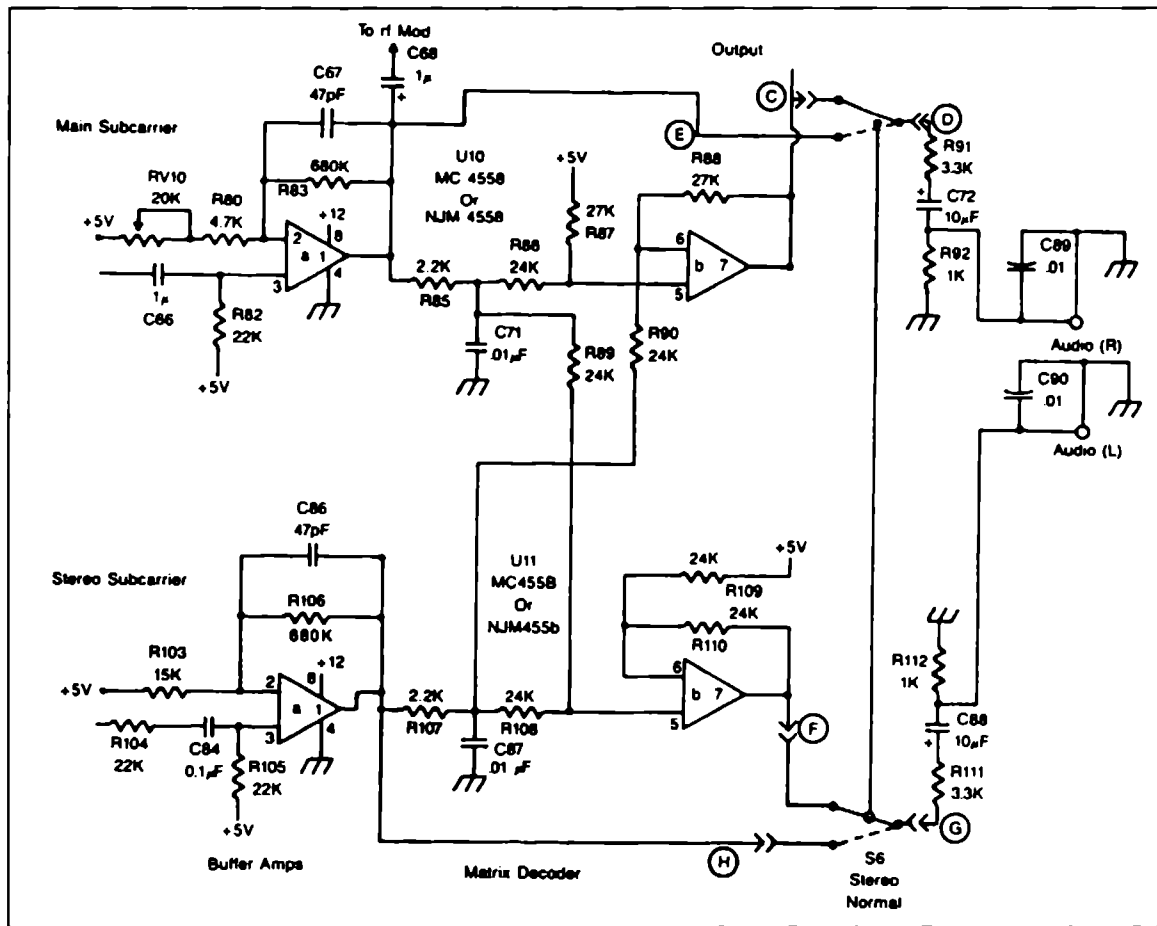 To rf Mod
C68
1μ
+
Output
C67
47pF
C
Main Subcarrier
E
D
680K
R83
U10
MC 4558
Or
NJM 4558
+5V
R88
27K
R91
3.3K
RV10
20K
R80
4.7K
+12
27K
R87
+
C72
10μF
+5V
2
8
a 1
6
b 7
R86
24K
3
4
2.2K
R85
5
R92
1K
C89
.01
1μ
C66
R82
22K
C71
.01μF
R89
24K
R90
24K
Audio (R)
+5V
C90
.01
Audio (L)
C86
47pF
U11
MC455B
Or
NJM455b
+5V
24K
R109
Stereo Subcarrier
R106
680K
24K
R110
R103
15K
+12
R112
1K
+5V
2
8
a 1
2.2K
R107
24K
R108
6
b 7
5
3
4
F
C88
10μF
+
R104
22K
C84
0.1μF
R105
22K
C87
.01 μF
R111
3.3K
+5V
G
Buffer Amps
Matrix Decoder
H
S6
Stereo
Normal